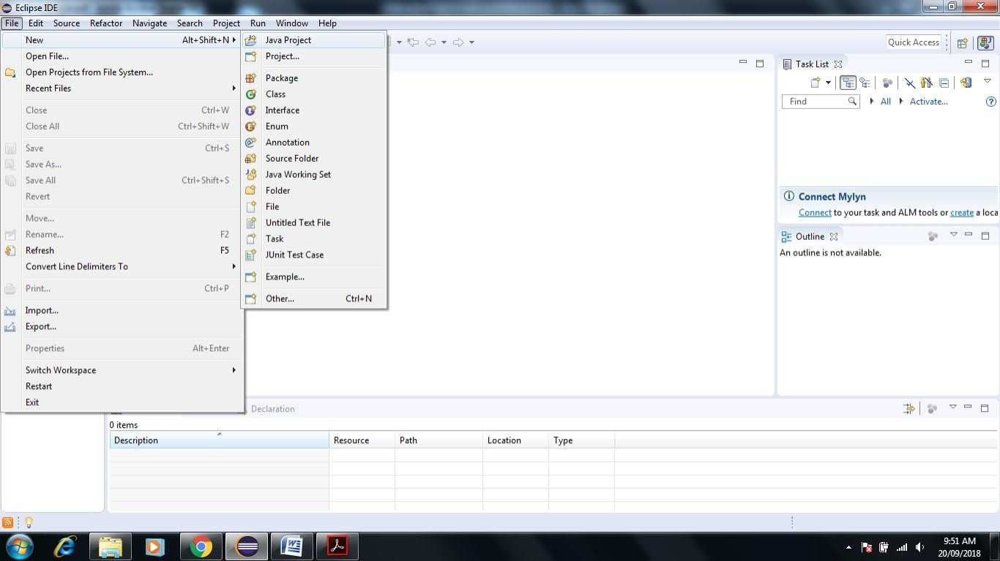 Eclipse IDE
File Edit Source Refactor Navigate Search Project Run Window Help
New Alt+Shift+N
Open File...
Open Projects from File System...
Recent Files
Close Ctrl+W
Close All Ctrl+Shift+W
Save Ctrl+S
Save As...
Save All Ctrl+Shift+S
Revert
Move...
Rename... F2
Refresh F5
Convert Line Delimiters To
Print... Ctrl+P
Import...
Export...
Properties Alt+Enter
Switch Workspace
Restart
Exit
Java Project
Project...
Package
Class
Interface
Enum
Annotation
Source Folder
Java Working Set
Folder
File
Untitled Text File
Task
JUnit Test Case
Example...
Other... Ctrl+N
Quick Access
Task List
Find All Activate...
Connect Mylyn
Connect to your task and ALM tools or create a loca
Outline
An outline is not available.
Declaration
0 items
Description Resource Path Location Type
9:51 AM
20/09/2018